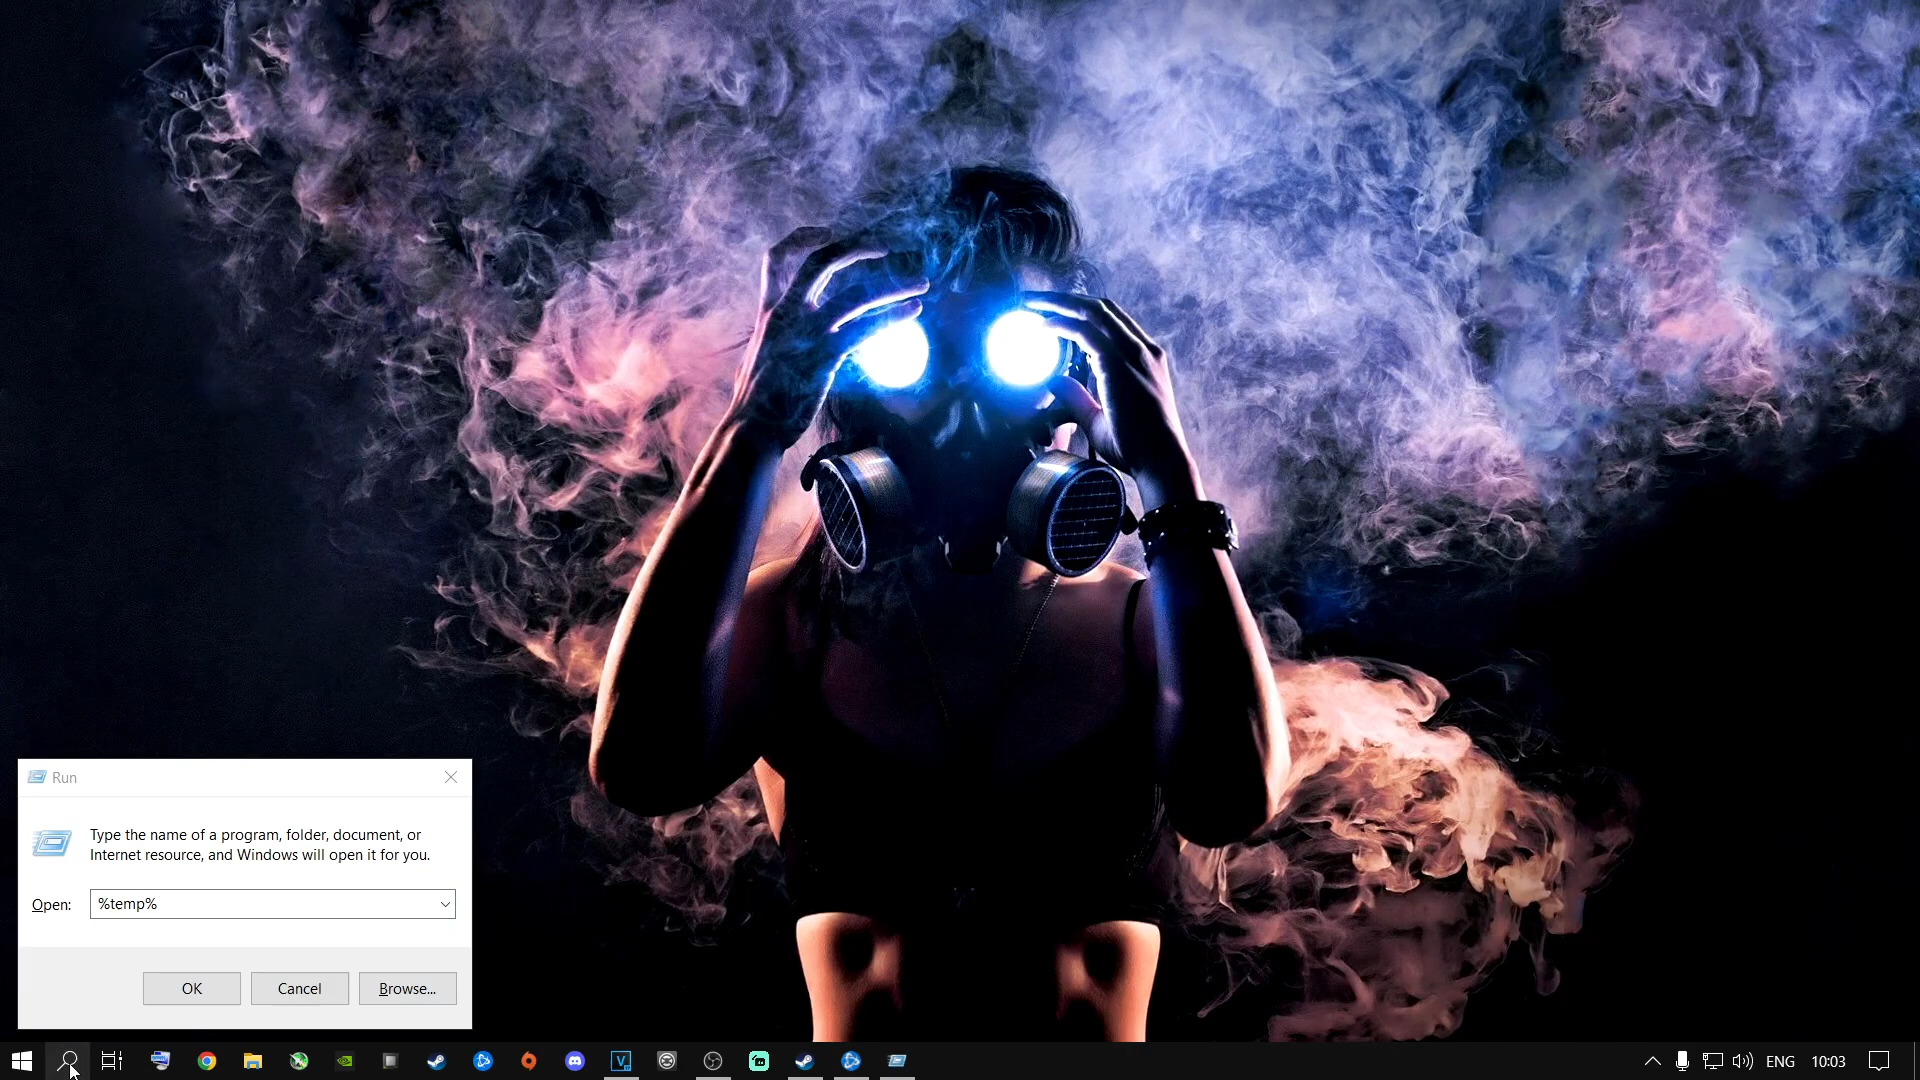 Run
Type the name of a program, folder, document, or
Internet resource, and Windows will open it for you.
Open: %temp%
OK Cancel Browse...
V
ENG 10:03